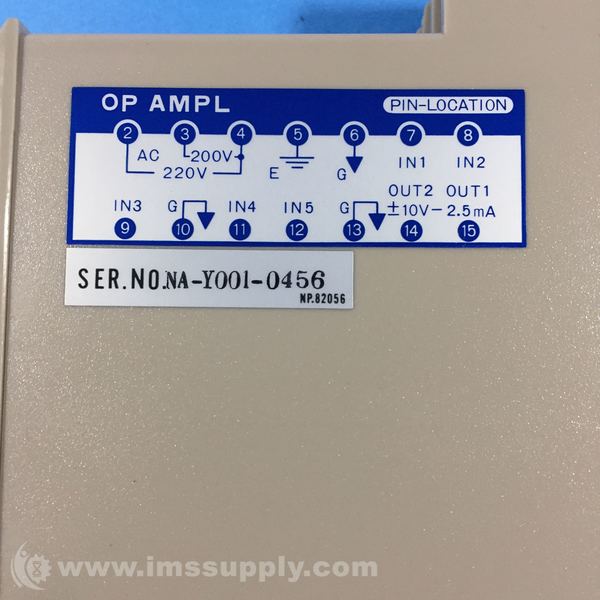 OP AMPL PIN-LOCATION
2 3 4 5 6 7 8
AC 200V E G IN1 IN2
220V
OUT2 OUT1
IN3 G IN4 IN5 G ±10V- 2.5mA
9 10 11 12 13 14 15
SER.NO.NA-Y001-0456
NP.82056
www.imssupply.com